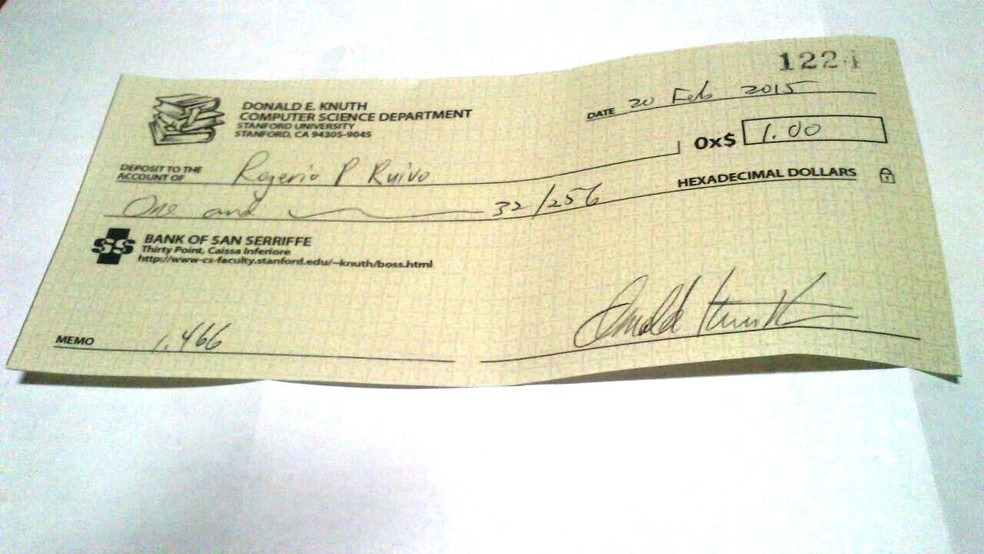 1224
DONALD E. KNUTH
COMPUTER SCIENCE DEPARTMENT
STANFORD UNIVERSITY
STANFORD, CA 94305-9045
DATE 20 Feb 2015
DEPOSIT TO THE
ACCOUNT OF Rogerio P Ruivo
0x$ 1.00
One and 32/256 HEXADECIMAL DOLLARS
BANK OF SAN SERRIFFE
Thirty Point, Caissa Inferiore
http://www-cs-faculty.stanford.edu/~knuth/boss.html
MEMO 1.466
Donald Knuth